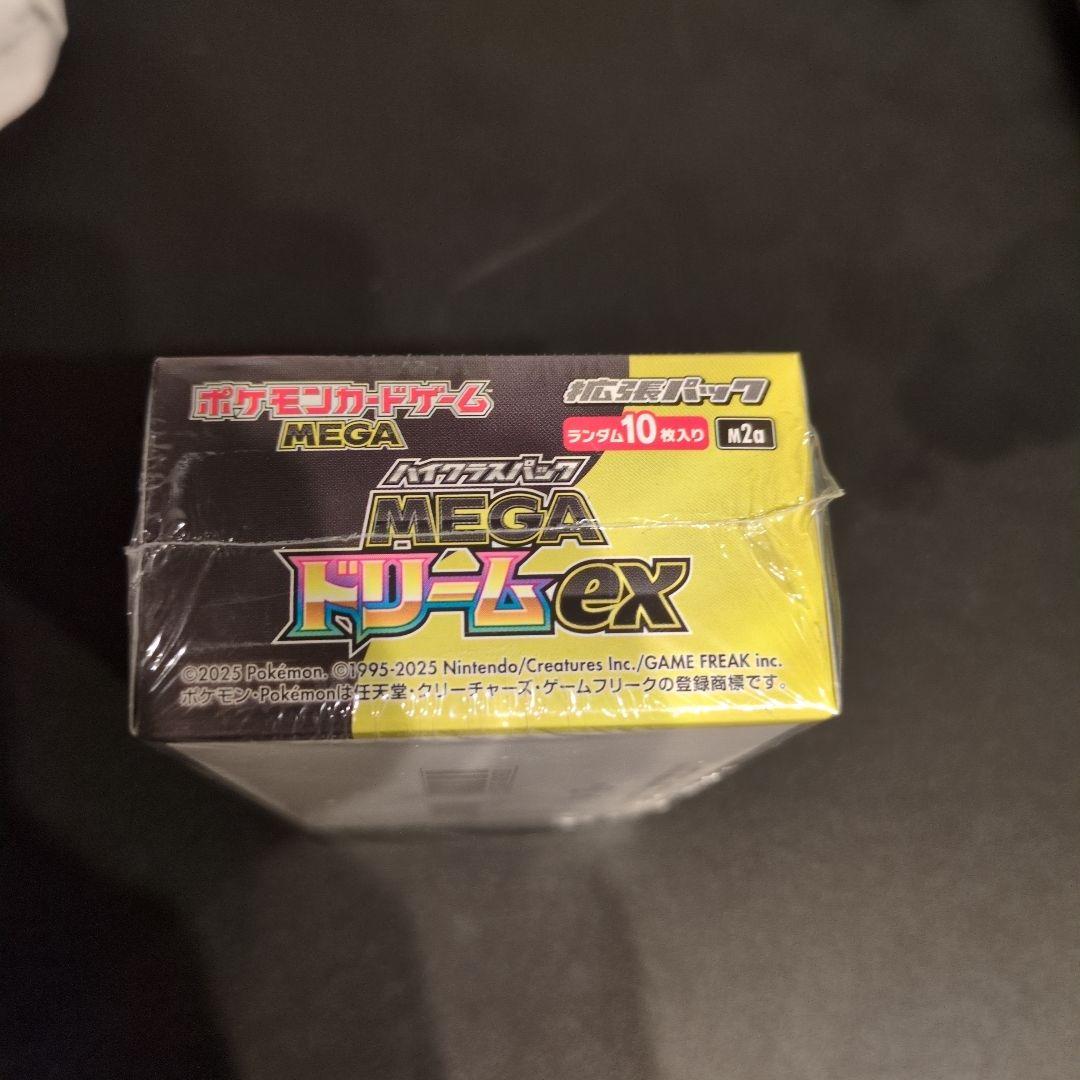 ポケモンカードゲーム
MEGA
拡張パック
ランダム10枚入り M2a
ハイクラスパック
MEGA
ドリームex
©2025 Pokémon. ©1995-2025 Nintendo/Creatures Inc./GAME FREAK inc.
ポケモン・Pokémonは任天堂・クリーチャーズ・ゲームフリークの登録商標です。